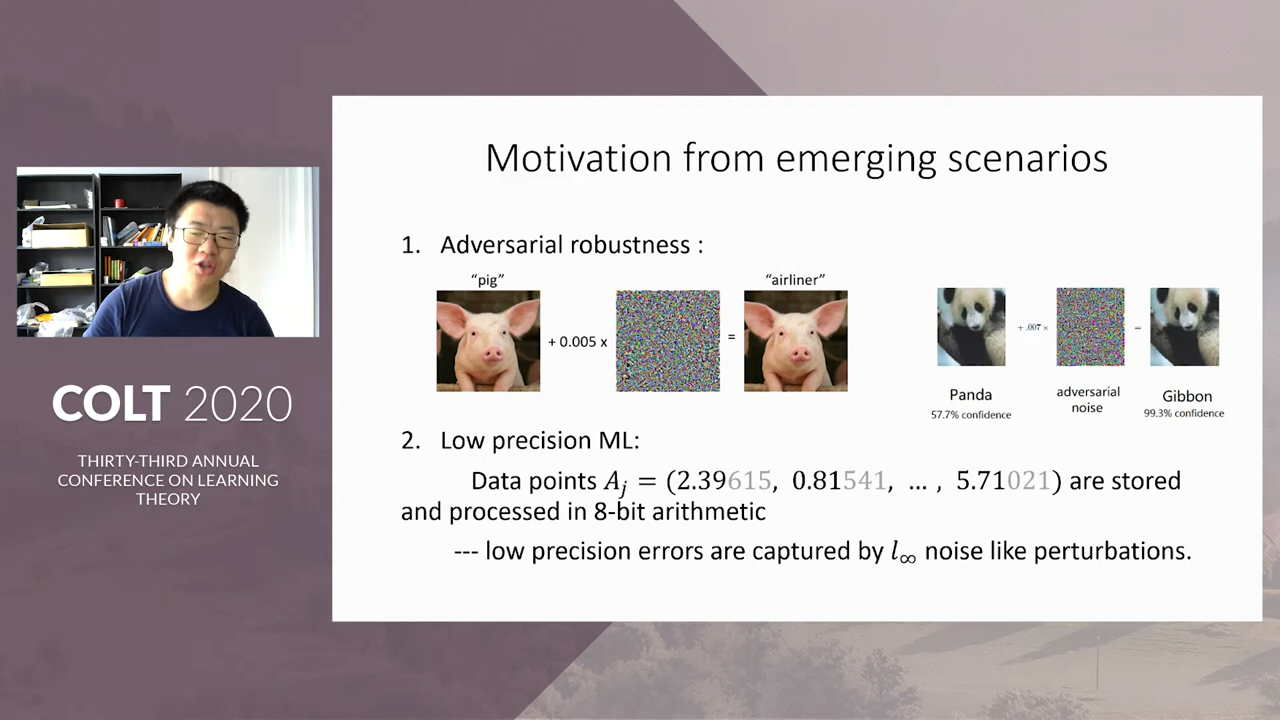 Motivation from emerging scenarios
1. Adversarial robustness :
"pig"
"airliner"
+ 0.005 x
=
+ .007 ×
=
Panda
57.7% confidence
adversarial
noise
Gibbon
99.3% confidence
2. Low precision ML:
Data points A_j = (2.39615, 0.81541, … , 5.71021) are stored
and processed in 8-bit arithmetic
--- low precision errors are captured by l_∞ noise like perturbations.
COLT 2020
THIRTY-THIRD ANNUAL
CONFERENCE ON LEARNING
THEORY